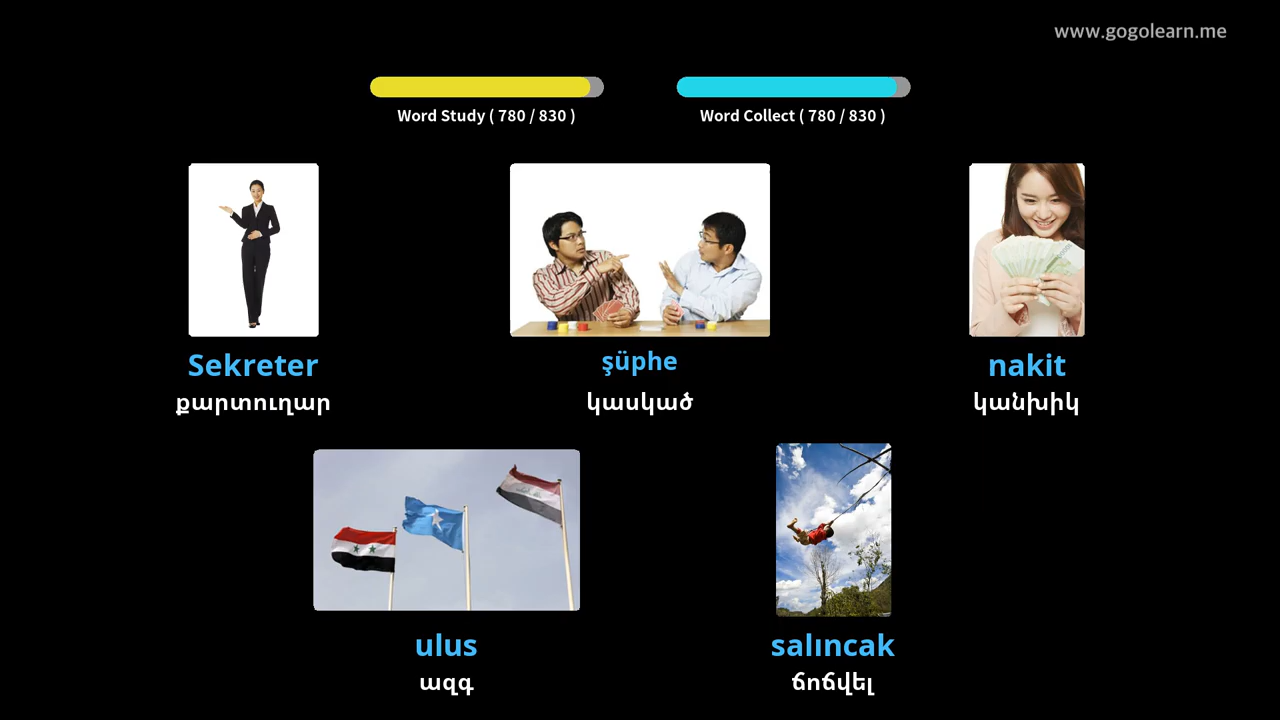 www.gogolearn.me
Word Study ( 780 / 830 )
Word Collect ( 780 / 830 )
Sekreter
քարտուղար
şüphe
կասկած
nakit
կանխիկ
ulus
ազգ
salıncak
ճոճվել